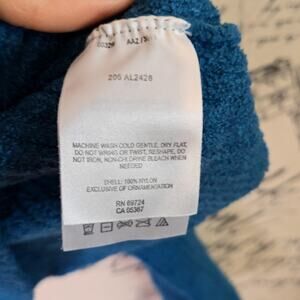 205 AL2428
MACHINE WASH COLD GENTLE, DRY FLAT,
DO NOT WRING OR TWIST, RESHAPE, DO
NOT IRON, NON-CHLORINE BLEACH WHEN
NEEDED
SHELL: 100% NYLON
EXCLUSIVE OF ORNAMENTATION
RN 69724
CA 05367